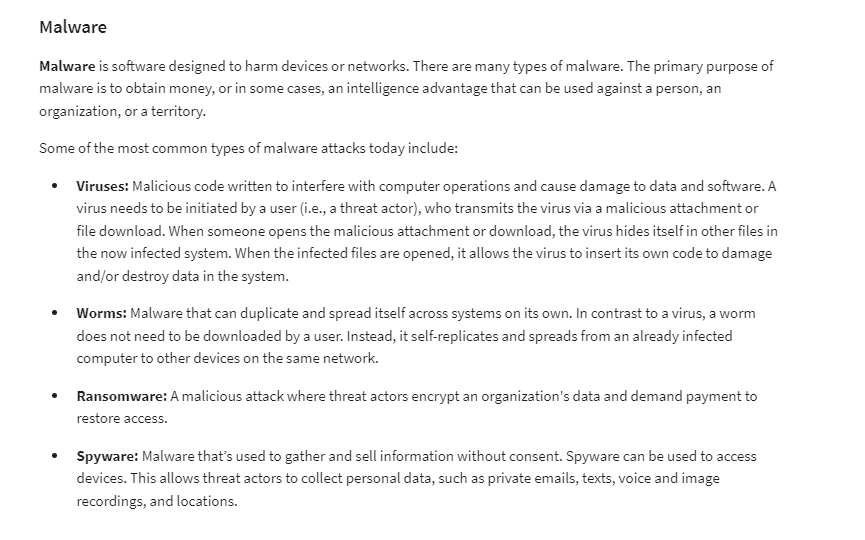 Malware
Malware is software designed to harm devices or networks. There are many types of malware. The primary purpose of
malware is to obtain money, or in some cases, an intelligence advantage that can be used against a person, an
organization, or a territory.
Some of the most common types of malware attacks today include:
• Viruses: Malicious code written to interfere with computer operations and cause damage to data and software. A
virus needs to be initiated by a user (i.e., a threat actor), who transmits the virus via a malicious attachment or
file download. When someone opens the malicious attachment or download, the virus hides itself in other files in
the now infected system. When the infected files are opened, it allows the virus to insert its own code to damage
and/or destroy data in the system.
• Worms: Malware that can duplicate and spread itself across systems on its own. In contrast to a virus, a worm
does not need to be downloaded by a user. Instead, it self-replicates and spreads from an already infected
computer to other devices on the same network.
• Ransomware: A malicious attack where threat actors encrypt an organization's data and demand payment to
restore access.
• Spyware: Malware that’s used to gather and sell information without consent. Spyware can be used to access
devices. This allows threat actors to collect personal data, such as private emails, texts, voice and image
recordings, and locations.